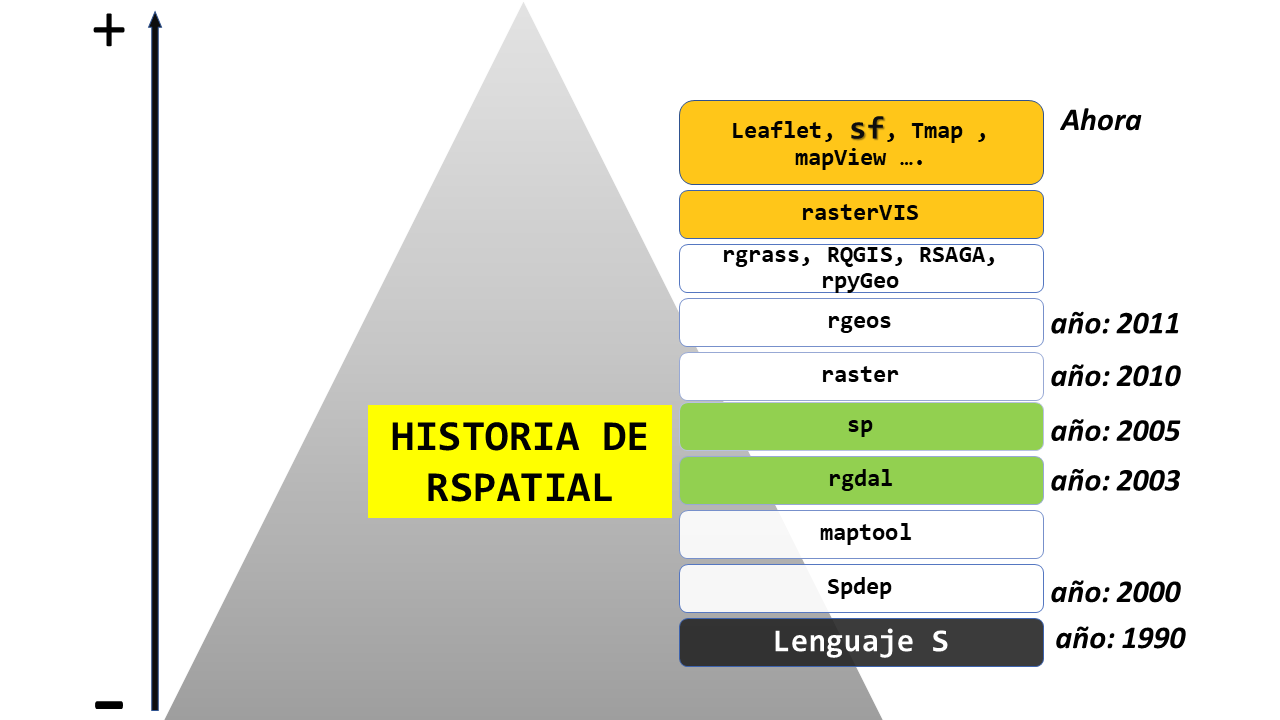 +
Leaflet, sf, Tmap ,
mapView ….
Ahora
rasterVIS
rgrass, RQGIS, RSAGA,
rpyGeo
rgeos
año: 2011
raster
año: 2010
HISTORIA DE
RSPATIAL
sp
año: 2005
rgdal
año: 2003
maptool
Spdep
año: 2000
Lenguaje S
año: 1990
-